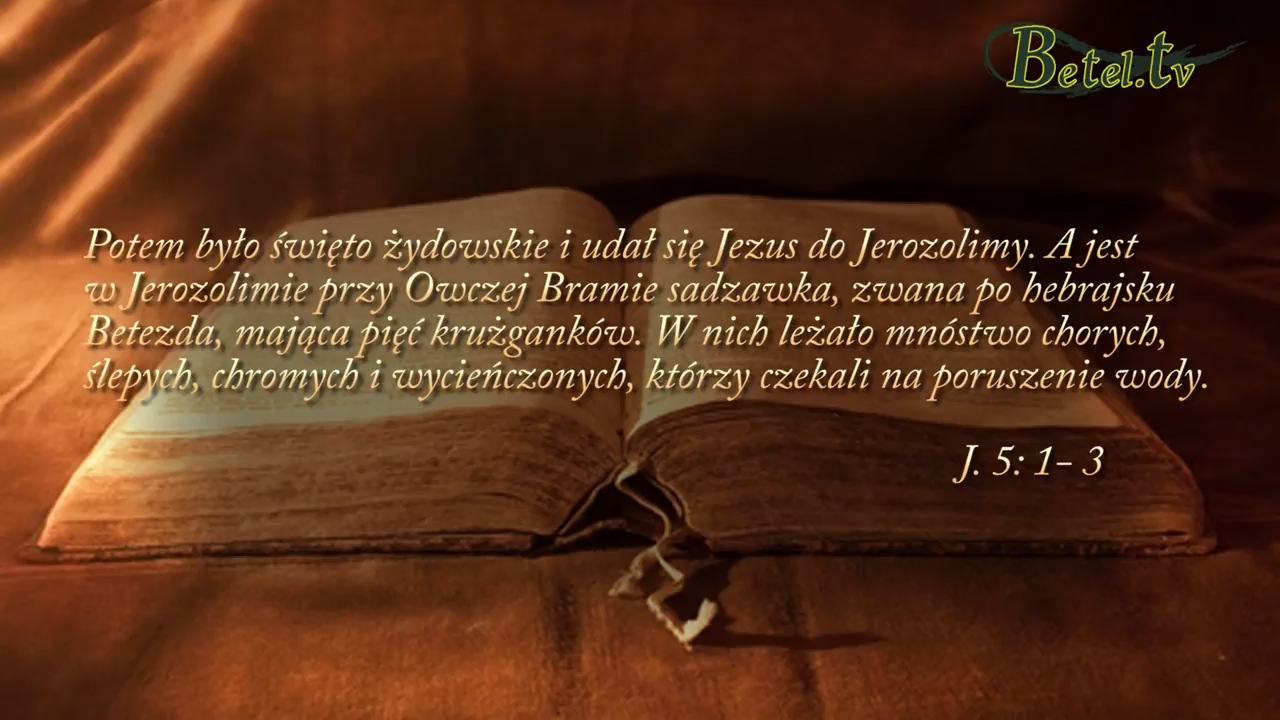 Betel.tv
Potem było święto żydowskie i udał się Jezus do Jerozolimy. A jest
w Jerozolimie przy Owczej Bramie sadzawka, zwana po hebrajsku
Betezda, mająca pięć krużganków. W nich leżało mnóstwo chorych,
ślepych, chromych i wycieńczonych, którzy czekali na poruszenie wody.
J. 5: 1– 3